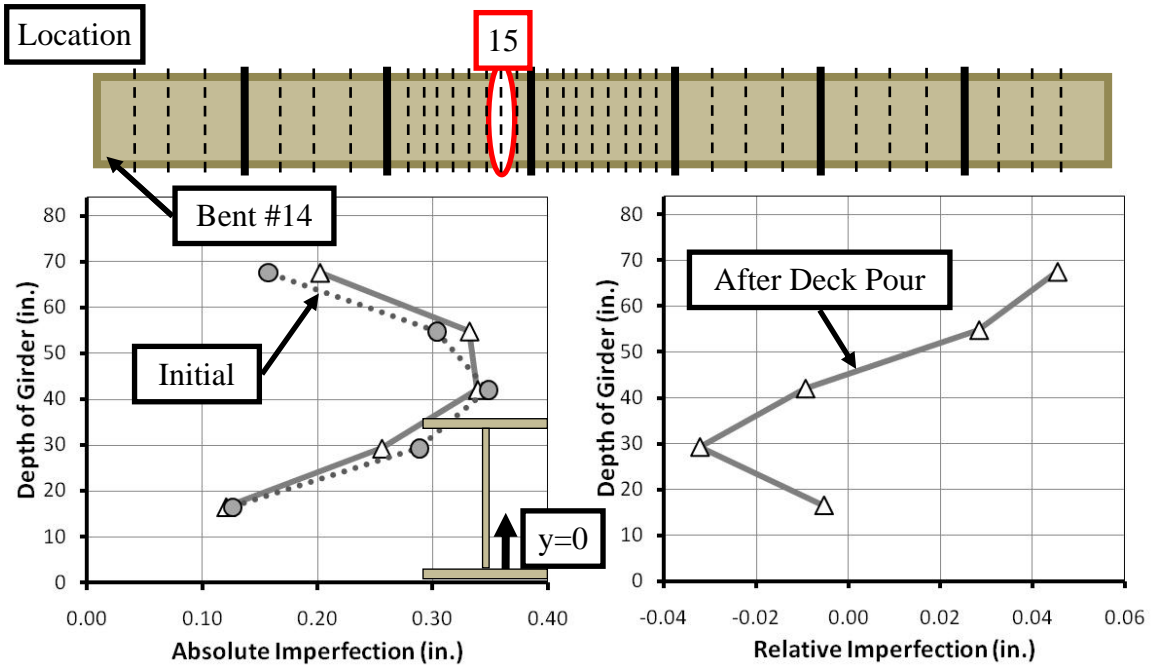 Location
15
Bent #14
Initial
y=0
Depth of Girder (in.)
80
70
60
50
40
30
20
10
0
0.00 0.10 0.20 0.30 0.40
Absolute Imperfection (in.)
After Deck Pour
Depth of Girder (in.)
80
70
60
50
40
30
20
10
0
-0.04 -0.02 0.00 0.02 0.04 0.06
Relative Imperfection (in.)